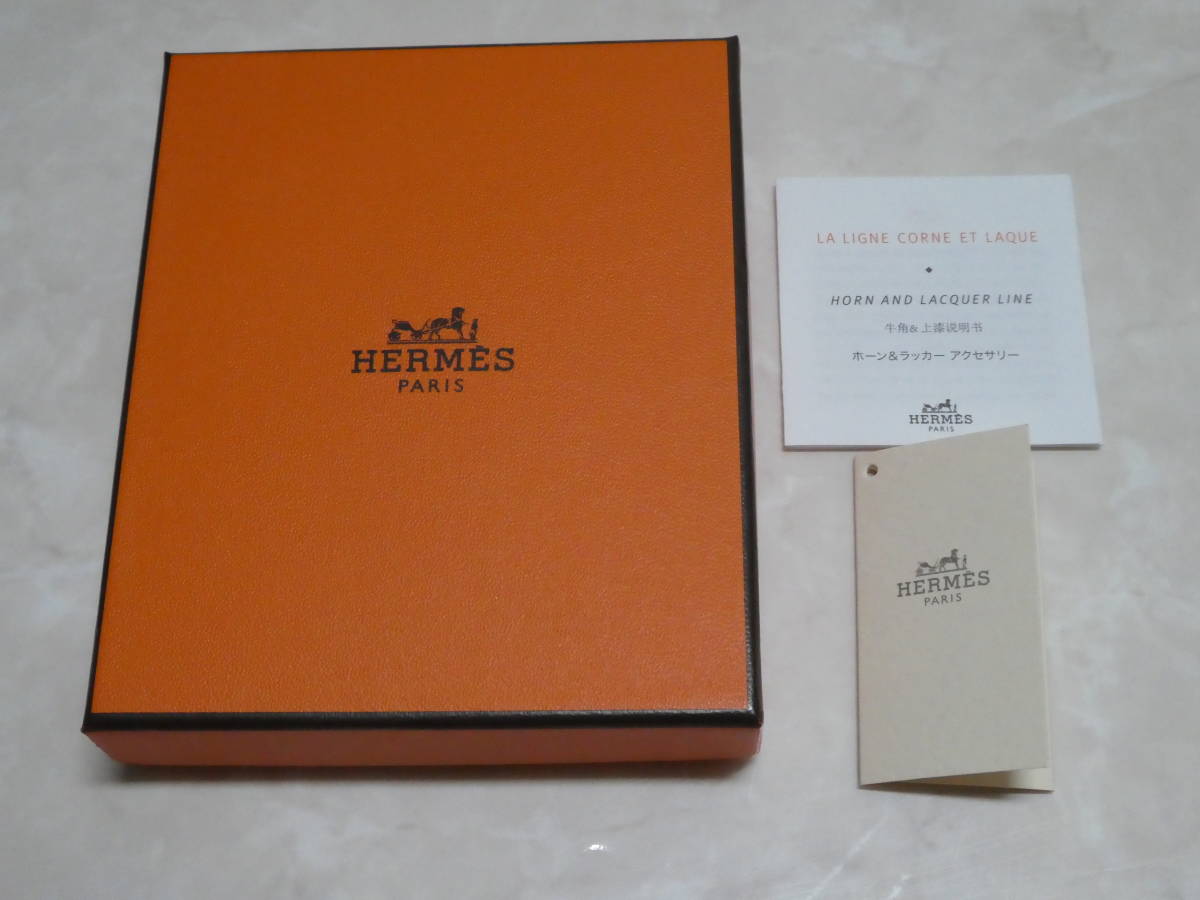 HERMÈS
PARIS
LA LIGNE CORNE ET LAQUE
HORN AND LACQUER LINE
牛角&上漆说明书
ホーン&ラッカー アクセサリー
HERMÈS
PARIS
HERMÈS
PARIS